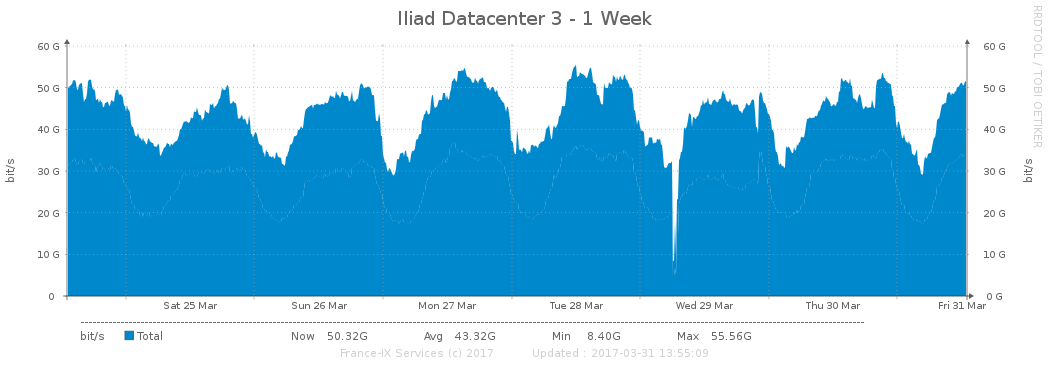 Iliad Datacenter 3 - 1 Week
RRDTOOL / TOBI OETIKER
60 G
50 G
40 G
30 G
20 G
10 G
0
bit/s
60 G
50 G
40 G
30 G
20 G
10 G
0 G
bit/s
Sat 25 Mar Sun 26 Mar Mon 27 Mar Tue 28 Mar Wed 29 Mar Thu 30 Mar Fri 31 Mar
bit/s Total Now 50.32G Avg 43.32G Min 8.40G Max 55.56G
France-IX Services (c) 2017 Updated : 2017-03-31 13:55:09